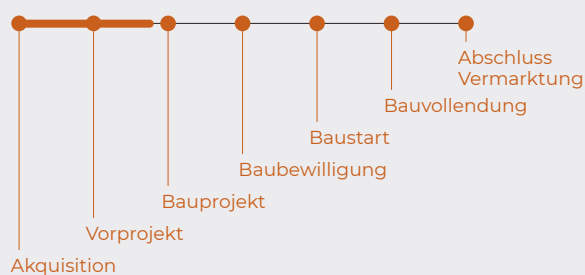 Abschluss
Vermarktung
Bauvollendung
Baustart
Baubewilligung
Bauprojekt
Vorprojekt
Akquisition